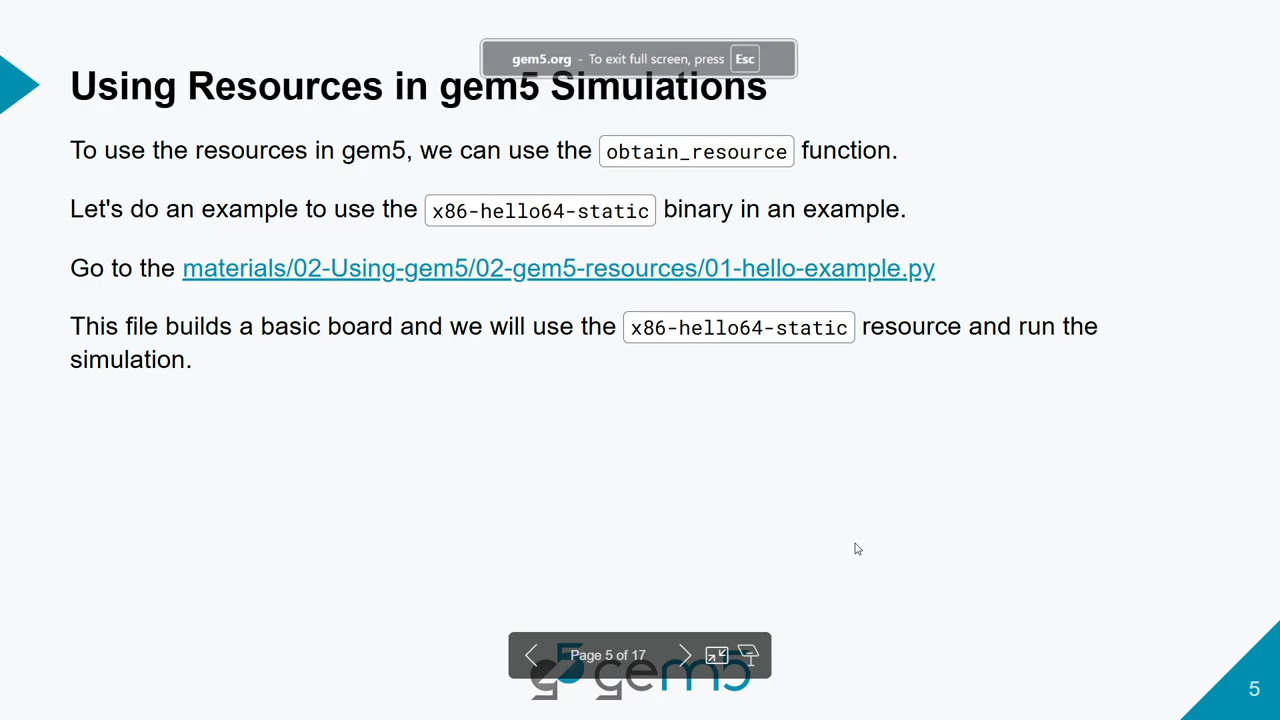 gem5.org - To exit full screen, press Esc
Using Resources in gem5 Simulations
To use the resources in gem5, we can use the obtain_resource function.
Let's do an example to use the x86-hello64-static binary in an example.
Go to the materials/02-Using-gem5/02-gem5-resources/01-hello-example.py
This file builds a basic board and we will use the x86-hello64-static resource and run the
simulation.
Page 5 of 17
gem5
5